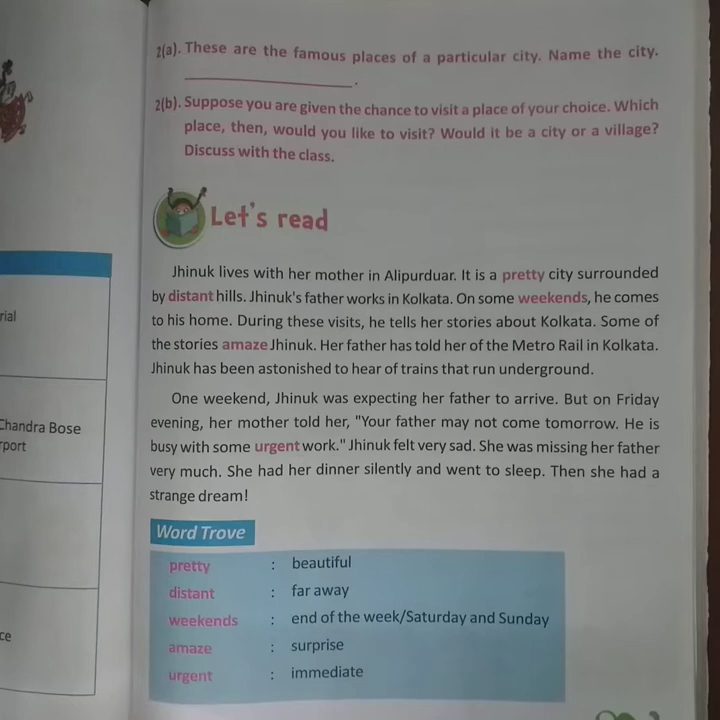 rial
Chandra Bose
rport
ce
2(a). These are the famous places of a particular city. Name the city.
.
2(b). Suppose you are given the chance to visit a place of your choice. Which
place, then, would you like to visit? Would it be a city or a village?
Discuss with the class.
Let's read
Jhinuk lives with her mother in Alipurduar. It is a pretty city surrounded
by distant hills. Jhinuk's father works in Kolkata. On some weekends, he comes
to his home. During these visits, he tells her stories about Kolkata. Some of
the stories amaze Jhinuk. Her father has told her of the Metro Rail in Kolkata.
Jhinuk has been astonished to hear of trains that run underground.
One weekend, Jhinuk was expecting her father to arrive. But on Friday
evening, her mother told her, "Your father may not come tomorrow. He is
busy with some urgent work." Jhinuk felt very sad. She was missing her father
very much. She had her dinner silently and went to sleep. Then she had a
strange dream!
Word Trove
pretty : beautiful
distant : far away
weekends : end of the week/Saturday and Sunday
amaze : surprise
urgent : immediate